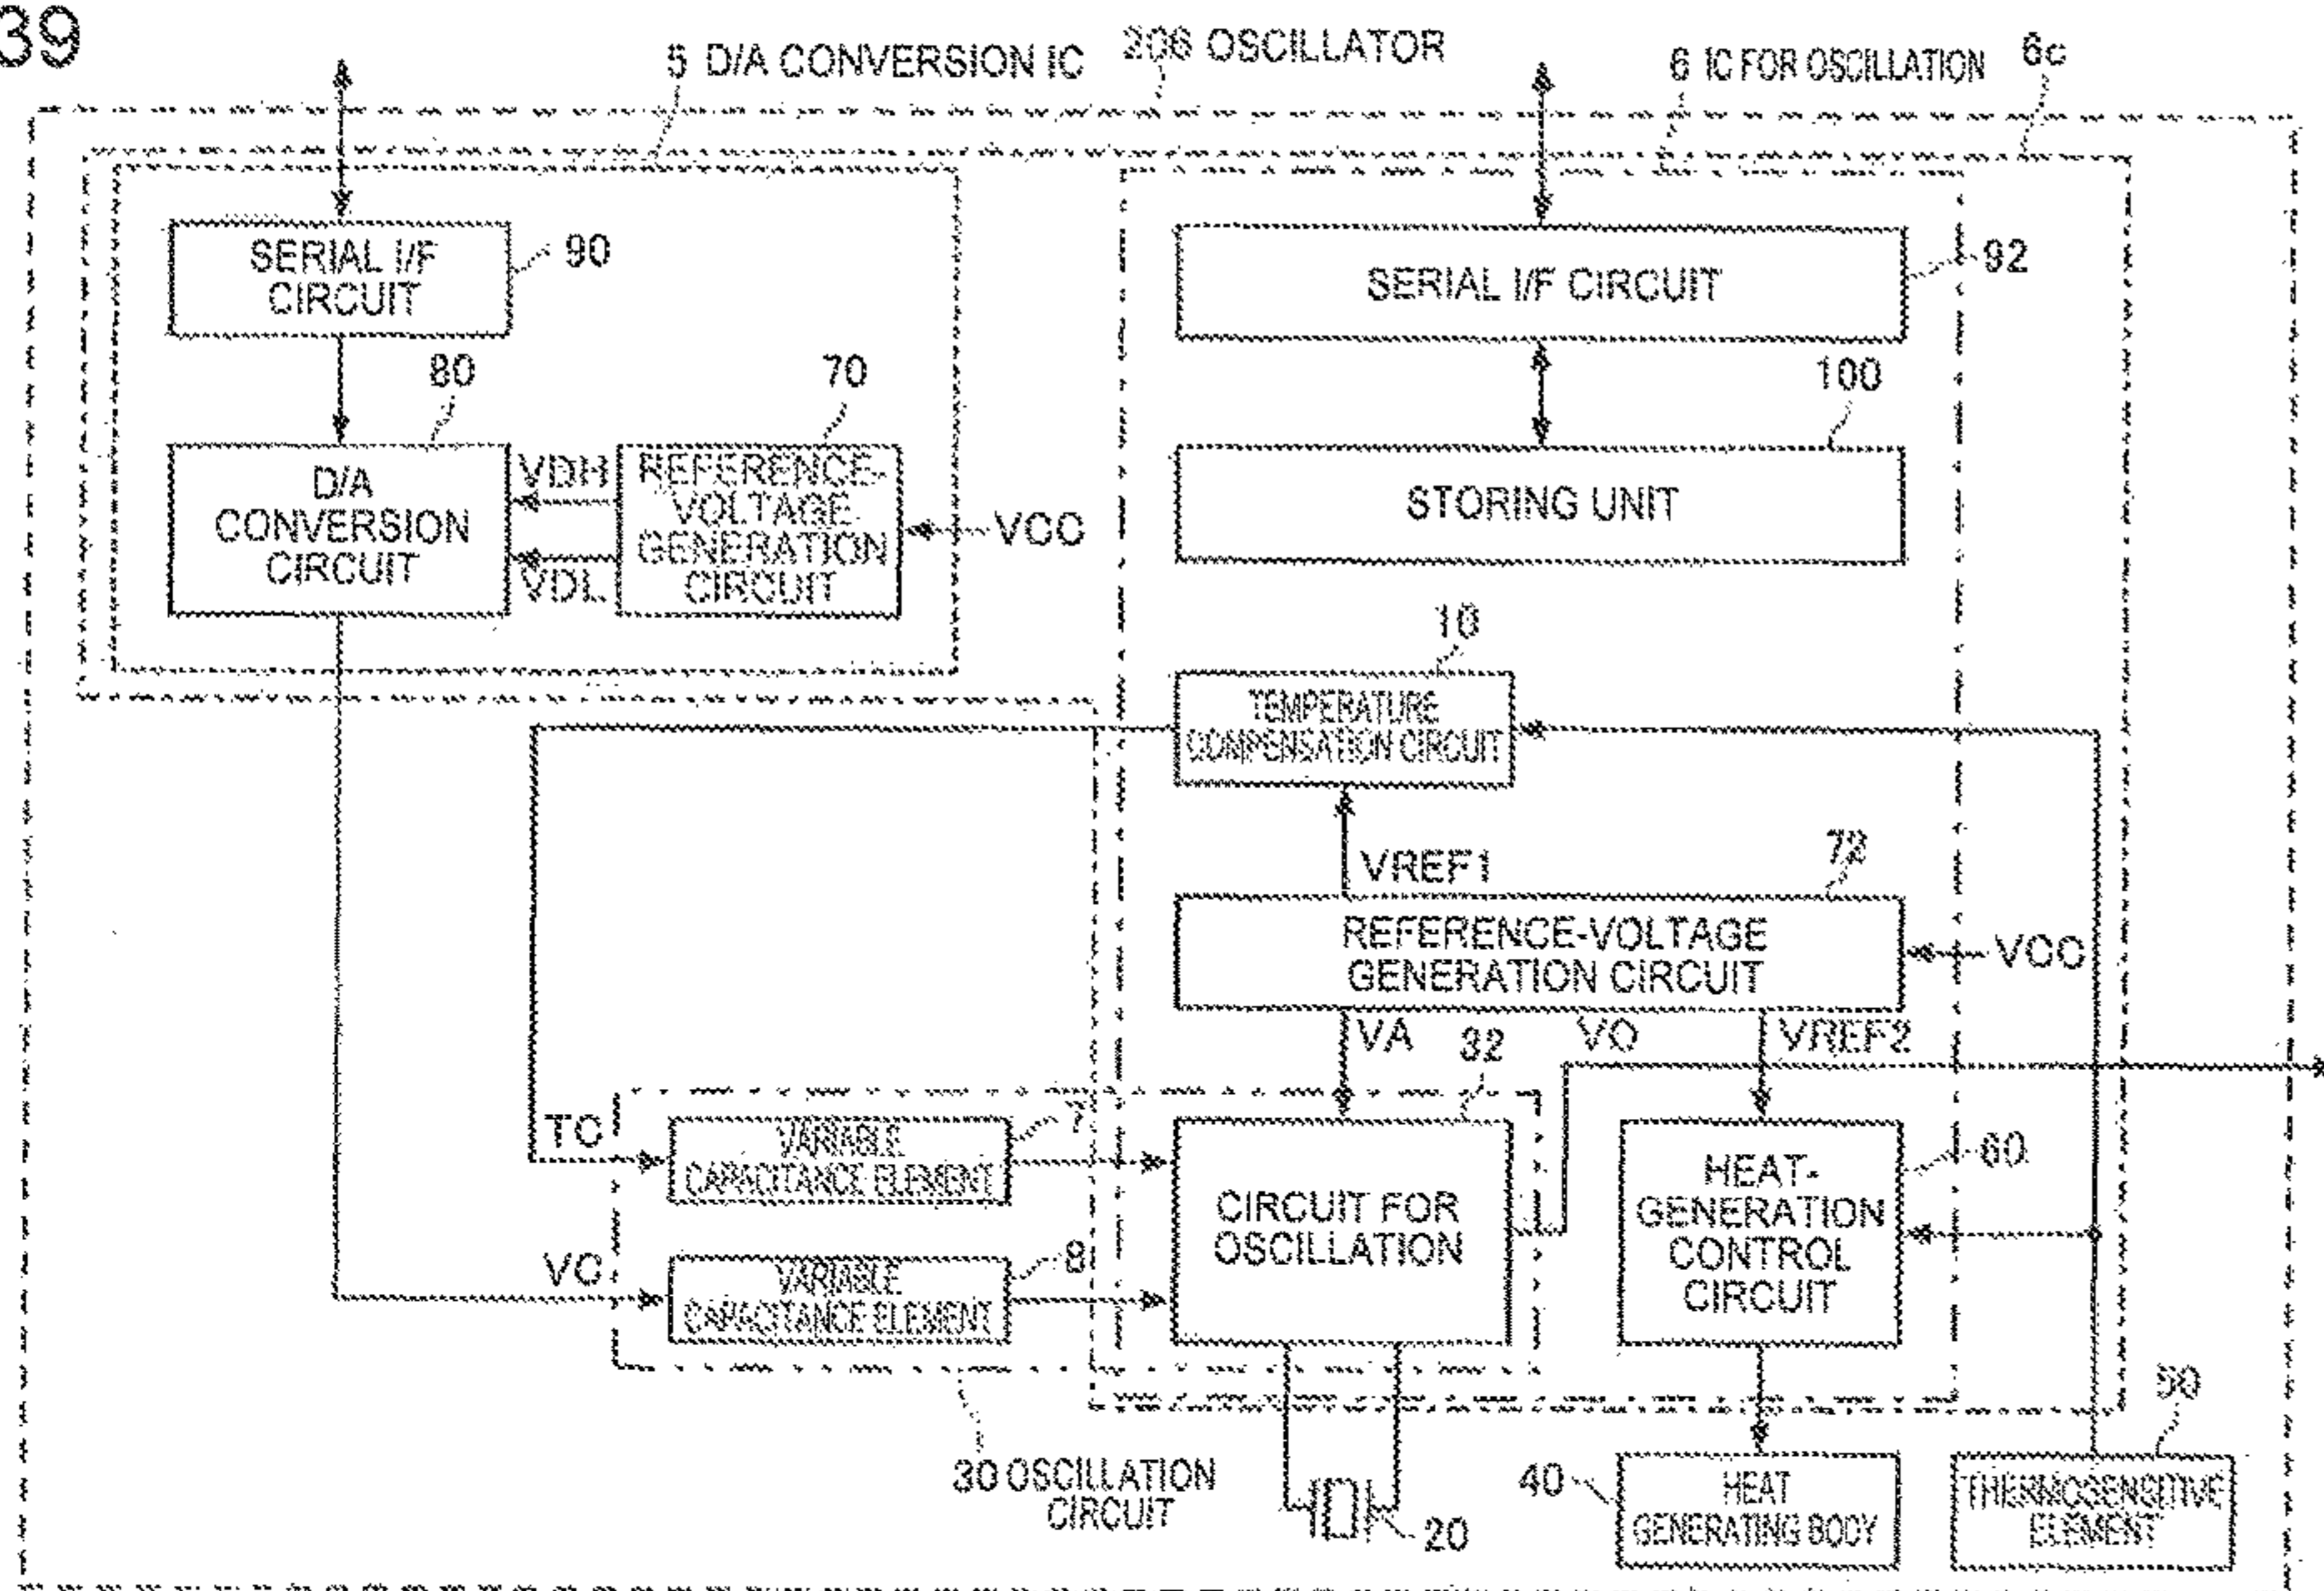 39
5 D/A CONVERSION IC
206 OSCILLATOR
6 IC FOR OSCILLATION
6c
SERIAL I/F
CIRCUIT
90
SERIAL I/F CIRCUIT
92
80
70
100
D/A
CONVERSION
CIRCUIT
VDH
VDL
REFERENCE-
VOLTAGE
GENERATION
CIRCUIT
VCC
STORING UNIT
10
TEMPERATURE
COMPENSATION CIRCUIT
VREF1
72
REFERENCE-VOLTAGE
GENERATION CIRCUIT
VCC
VA
32
VO
VREF2
TC
VARIABLE
CAPACITANCE ELEMENT
7
VC
VARIABLE
CAPACITANCE ELEMENT
8
CIRCUIT FOR
OSCILLATION
HEAT-
GENERATION
CONTROL
CIRCUIT
60
30 OSCILLATION
CIRCUIT
20
40
HEAT
GENERATING BODY
50
THERMOSENSITIVE
ELEMENT